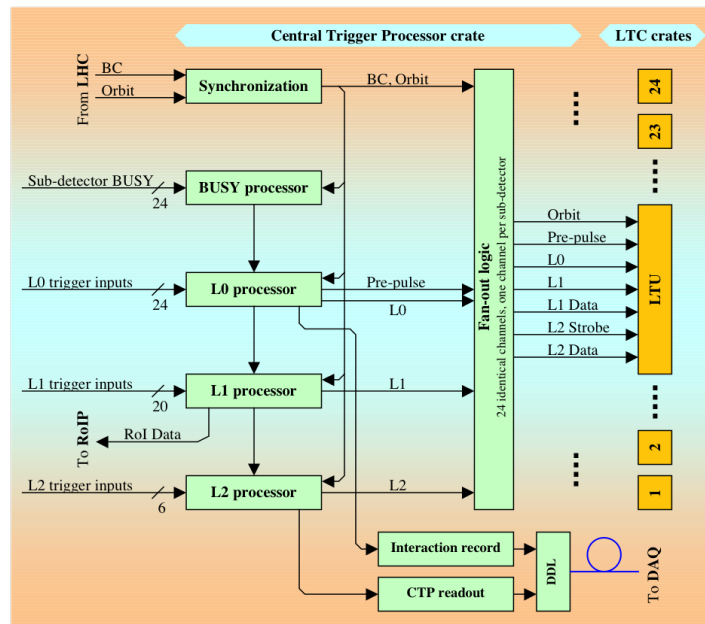 Central Trigger Processor crate
LTC crates
From LHC
BC
Orbit
Synchronization
BC, Orbit
24
23
Sub-detector BUSY
24
BUSY processor
Fan-out logic
24 identical channels, one channel per sub-detector
Orbit
Pre-pulse
L0
L1
L1 Data
L2 Strobe
L2 Data
LTU
L0 trigger inputs
24
L0 processor
Pre-pulse
L0
L1 trigger inputs
20
L1 processor
L1
To RoIP
RoI Data
2
L2 trigger inputs
6
L2 processor
L2
1
Interaction record
CTP readout
DDL
To DAQ